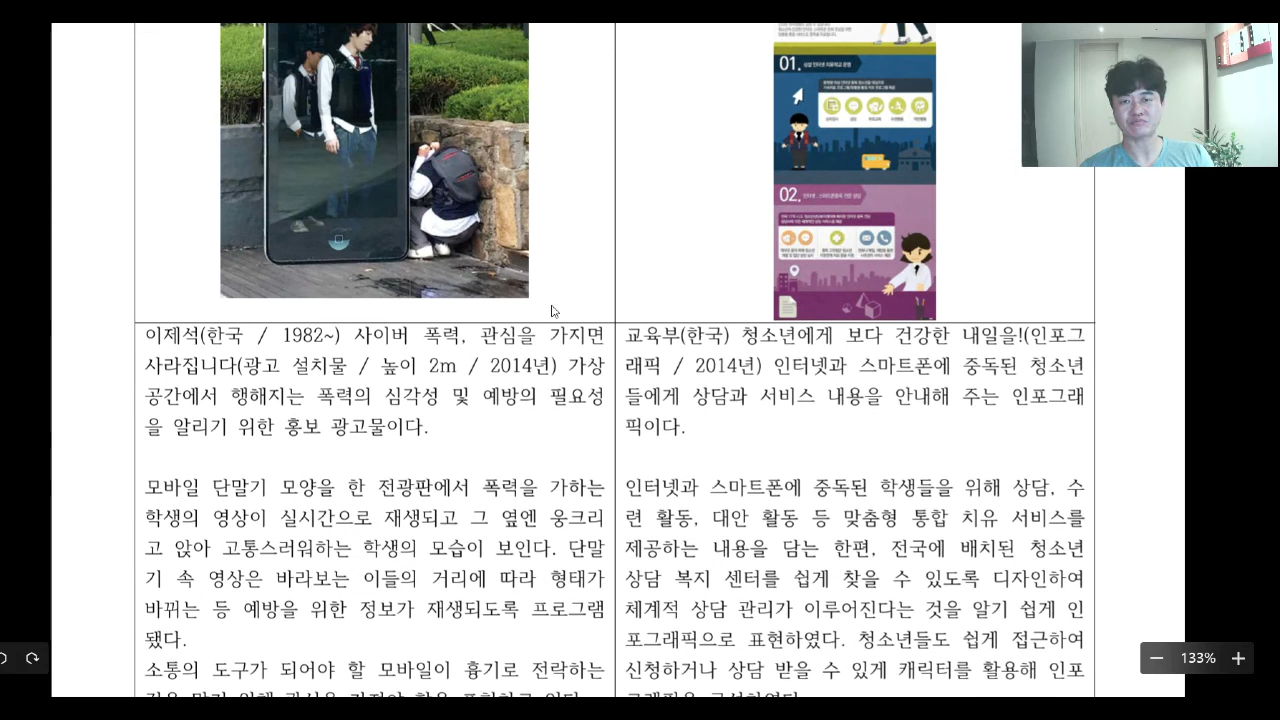 01.
02.
이제석(한국 / 1982~) 사이버 폭력, 관심을 가지면
사라집니다(광고 설치물 / 높이 2m / 2014년) 가상
공간에서 행해지는 폭력의 심각성 및 예방의 필요성
을 알리기 위한 홍보 광고물이다.
모바일 단말기 모양을 한 전광판에서 폭력을 가하는
학생의 영상이 실시간으로 재생되고 그 옆엔 웅크리
고 앉아 고통스러워하는 학생의 모습이 보인다. 단말
기 속 영상은 바라보는 이들의 거리에 따라 형태가
바뀌는 등 예방을 위한 정보가 재생되도록 프로그램
됐다.
소통의 도구가 되어야 할 모바일이 흉기로 전락하는
교육부(한국) 청소년에게 보다 건강한 내일을!(인포그
래픽 / 2014년) 인터넷과 스마트폰에 중독된 청소년
들에게 상담과 서비스 내용을 안내해 주는 인포그래
픽이다.
인터넷과 스마트폰에 중독된 학생들을 위해 상담, 수
련 활동, 대안 활동 등 맞춤형 통합 치유 서비스를
제공하는 내용을 담는 한편, 전국에 배치된 청소년
상담 복지 센터를 쉽게 찾을 수 있도록 디자인하여
체계적 상담 관리가 이루어진다는 것을 알기 쉽게 인
포그래픽으로 표현하였다. 청소년들도 쉽게 접근하여
신청하거나 상담 받을 수 있게 캐릭터를 활용해 인포
133%